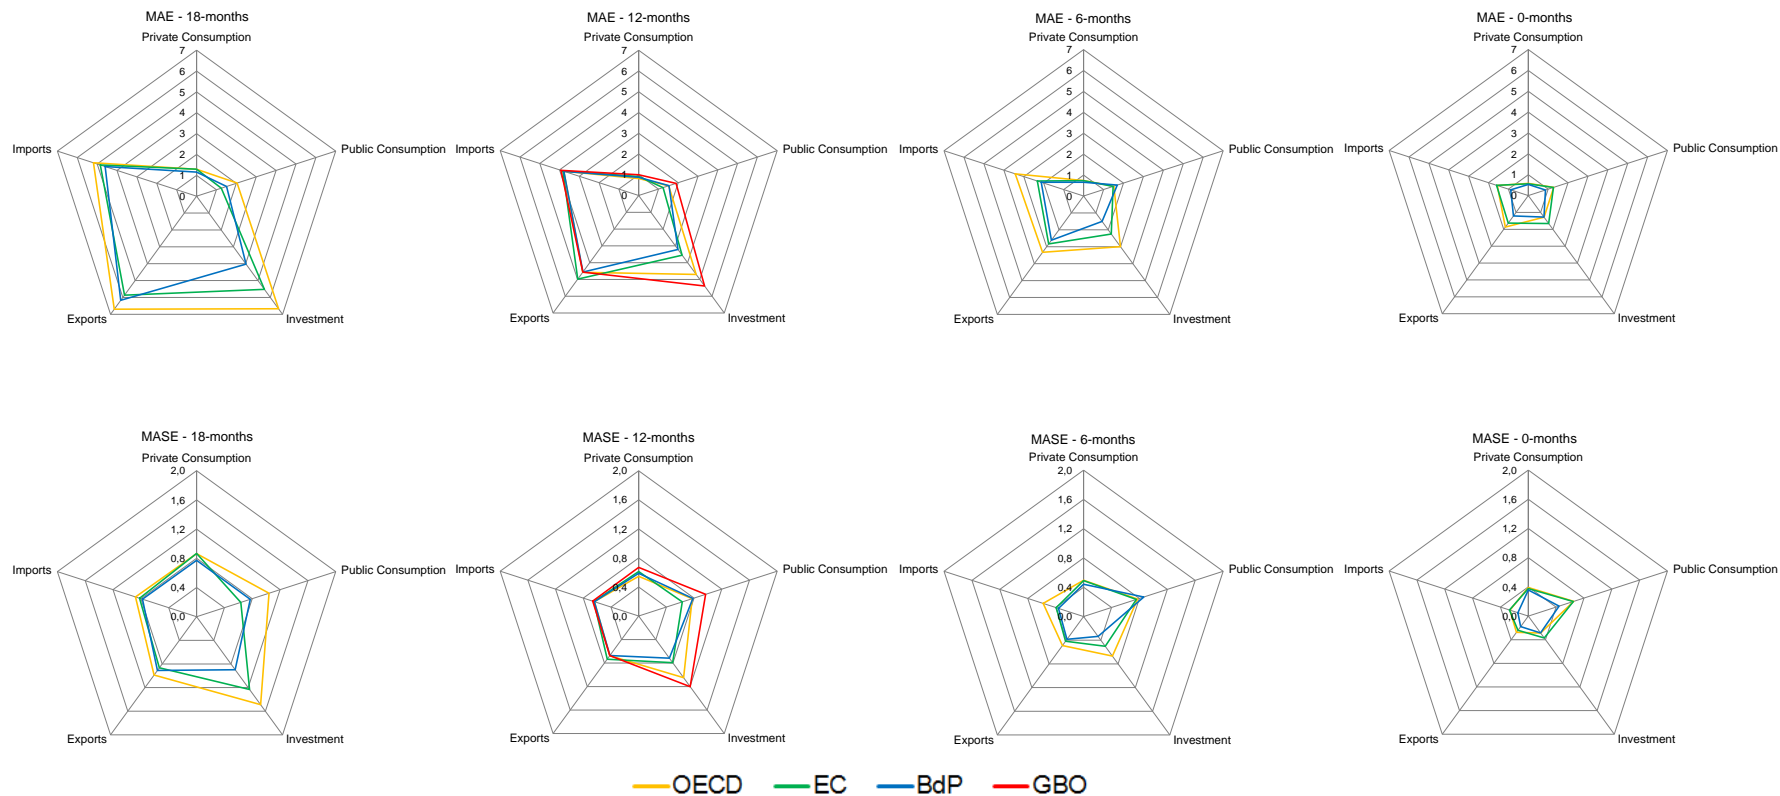 MAE - 18-months
Private Consumption
7
6
5
4
3
2
1
0
Imports
Public Consumption
Exports
Investment
MAE - 12-months
Private Consumption
7
6
5
4
3
2
1
0
Imports
Public Consumption
Exports
Investment
MAE - 6-months
Private Consumption
7
6
5
4
3
2
1
0
Imports
Public Consumption
Exports
Investment
MAE - 0-months
Private Consumption
7
6
5
4
3
2
1
0
Imports
Public Consumption
Exports
Investment
MASE - 18-months
Private Consumption
2,0
1,6
1,2
0,8
0,4
0,0
Imports
Public Consumption
Exports
Investment
MASE - 12-months
Private Consumption
2,0
1,6
1,2
0,8
0,4
0,0
Imports
Public Consumption
Exports
Investment
MASE - 6-months
Private Consumption
2,0
1,6
1,2
0,8
0,4
0,0
Imports
Public Consumption
Exports
Investment
MASE - 0-months
Private Consumption
2,0
1,6
1,2
0,8
0,4
0,0
Imports
Public Consumption
Exports
Investment
OECD EC BdP GBO